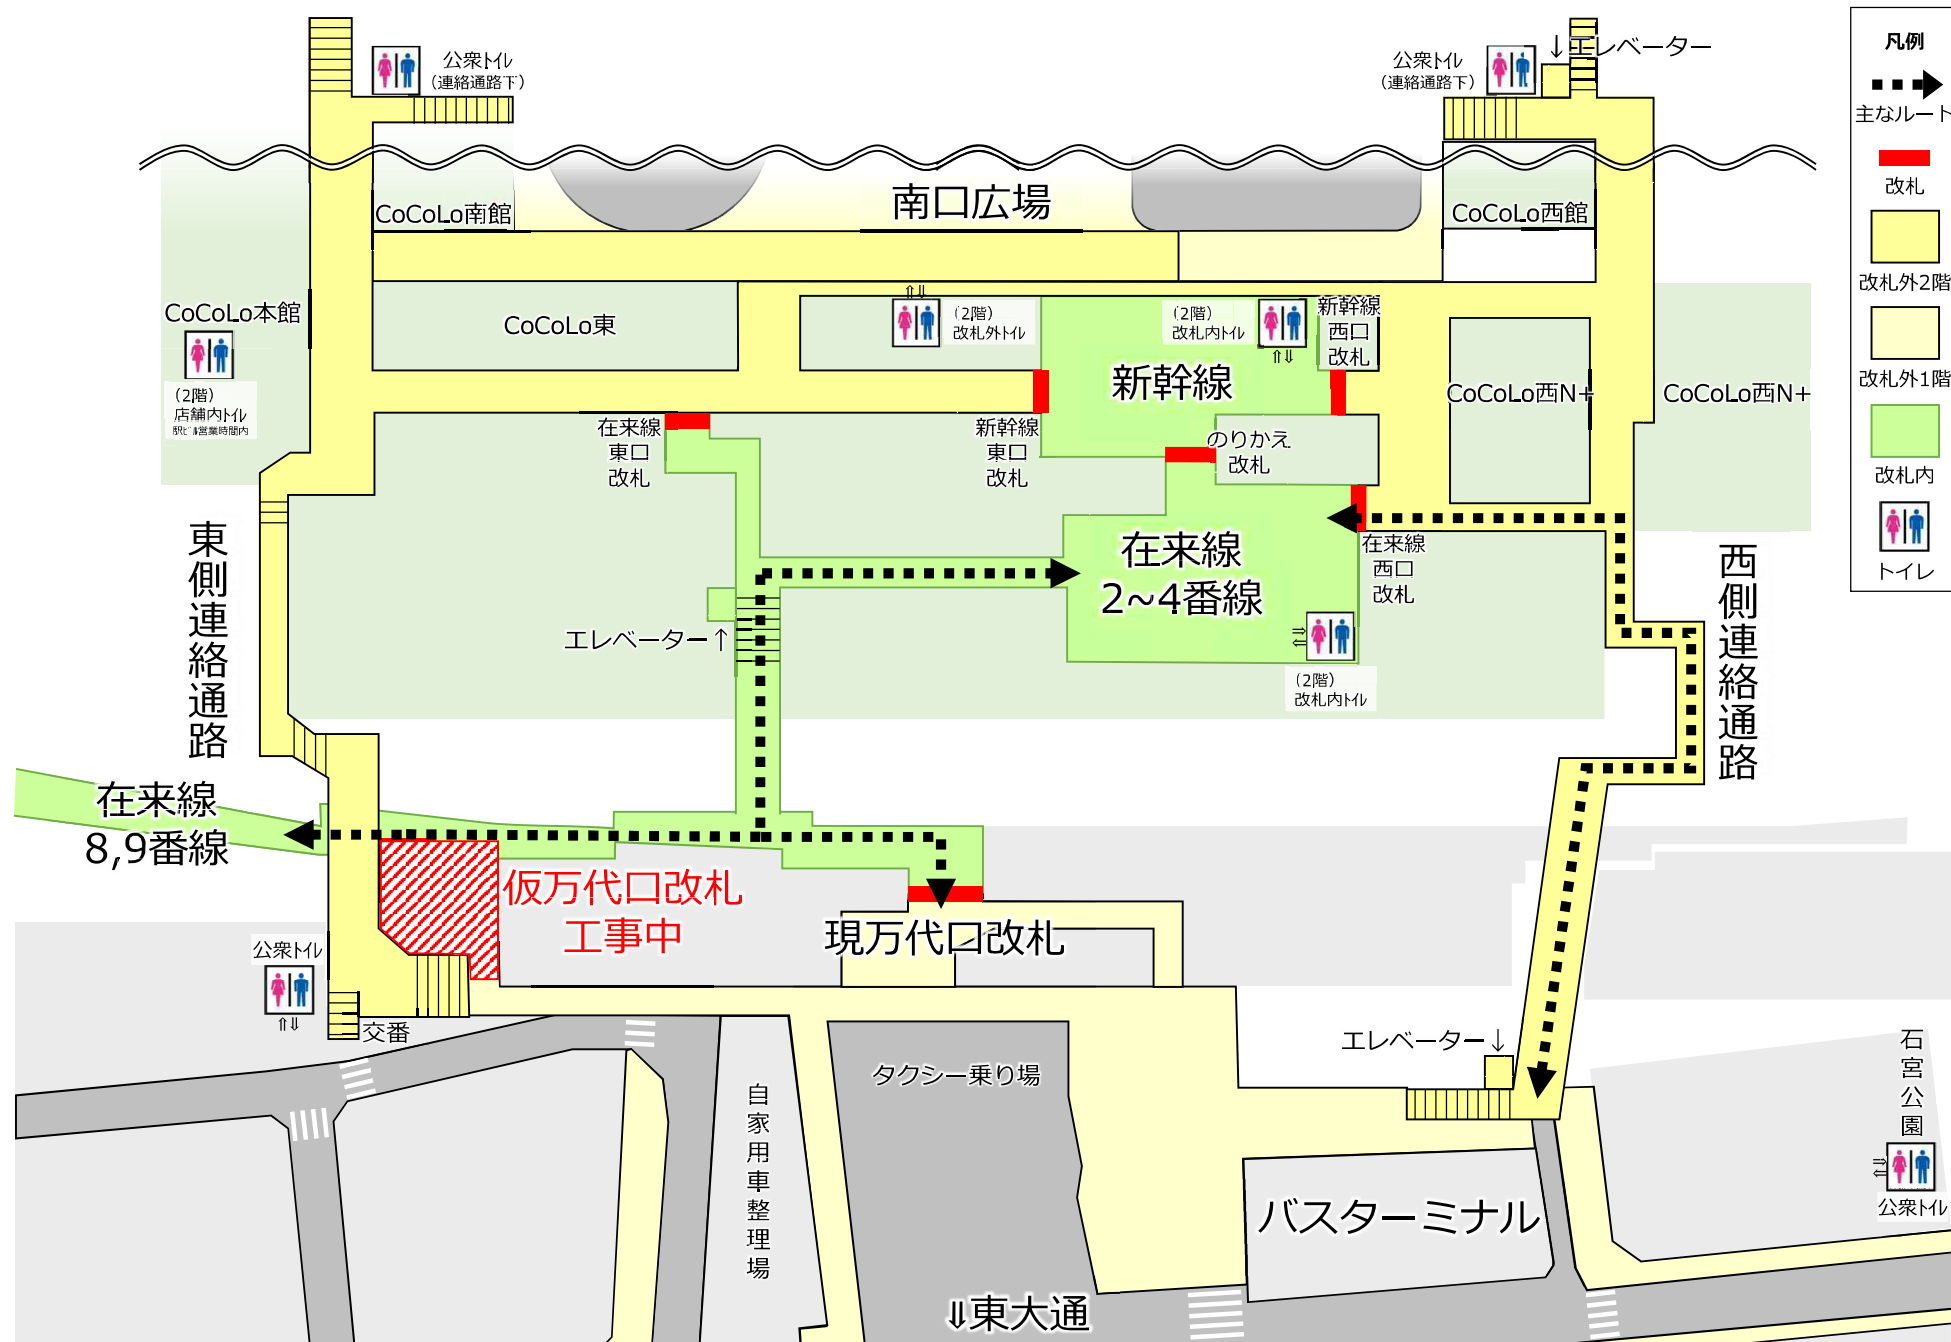 公衆トイレ
(連絡通路下)
公衆トイレ
(連絡通路下)
↓エレベーター
凡例
主なルート
改札
改札外2階
改札外1階
改札内
トイレ
南口広場
CoCoLo南館
CoCoLo西館
CoCoLo本館
(2階)
店舗内トイレ
駅ビル営業時間内
CoCoLo東
⇑⇓
(2階)
改札外トイレ
(2階)
改札内トイレ
⇑⇓
新幹線
西口
改札
新幹線
CoCoLo西N+
CoCoLo西N+
在来線
東口
改札
新幹線
東口
改札
のりかえ
改札
東側連絡通路
在来線
2~4番線
在来線
西口
改札
西側連絡通路
エレベーター↑
⇒
⇐
(2階)
改札内トイレ
在来線
8,9番線
仮万代口改札
工事中
現万代口改札
公衆トイレ
⇑⇓
交番
エレベーター↓
タクシー乗り場
自家用車整理場
石宮公園
⇒
⇐
公衆トイレ
バスターミナル
⇓東大通